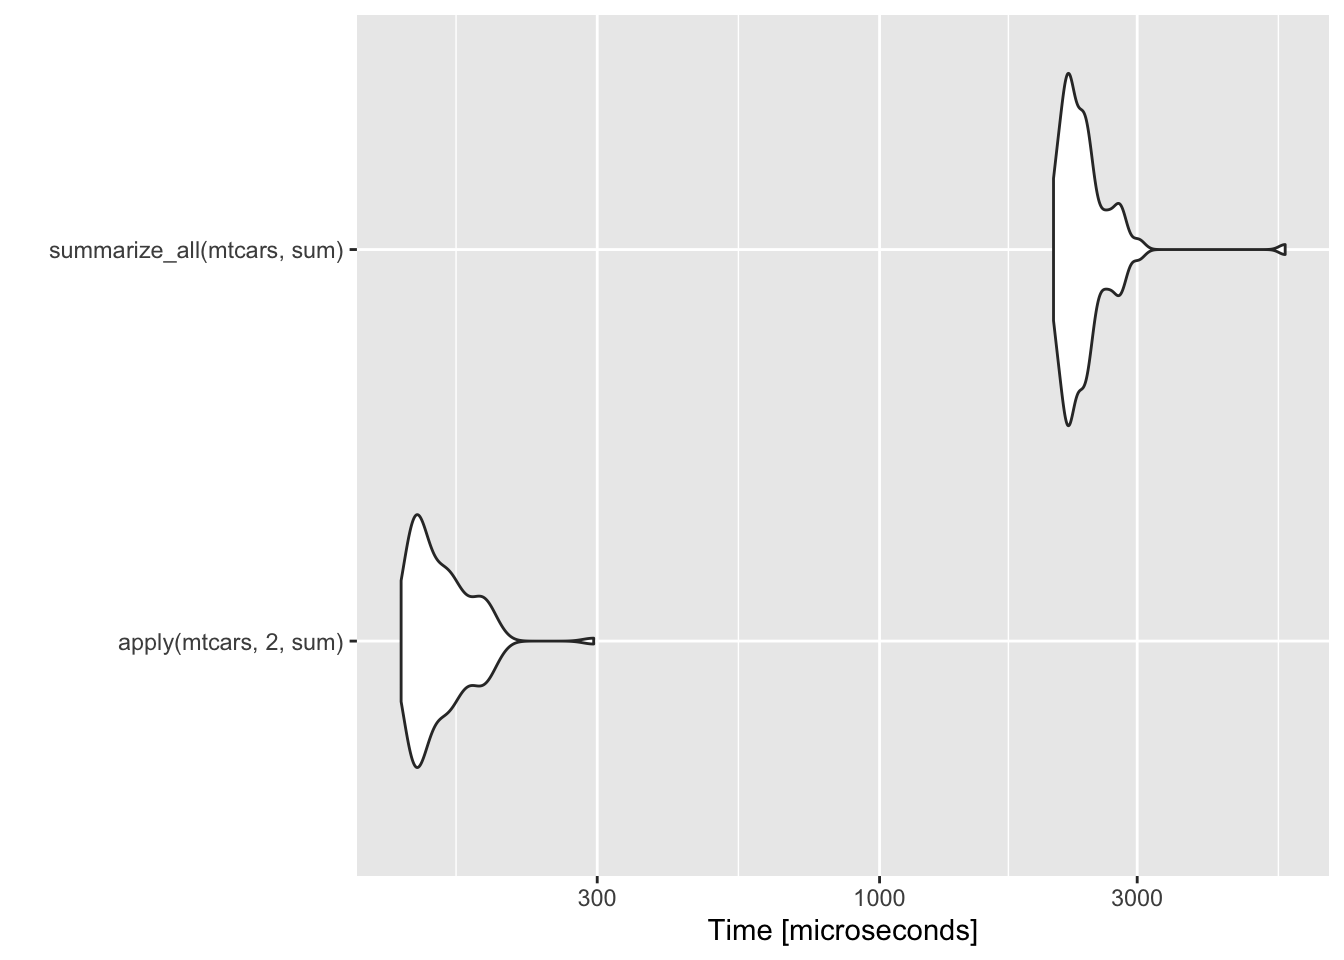 summarize_all(mtcars, sum)
apply(mtcars, 2, sum)
300
1000
3000
Time [microseconds]